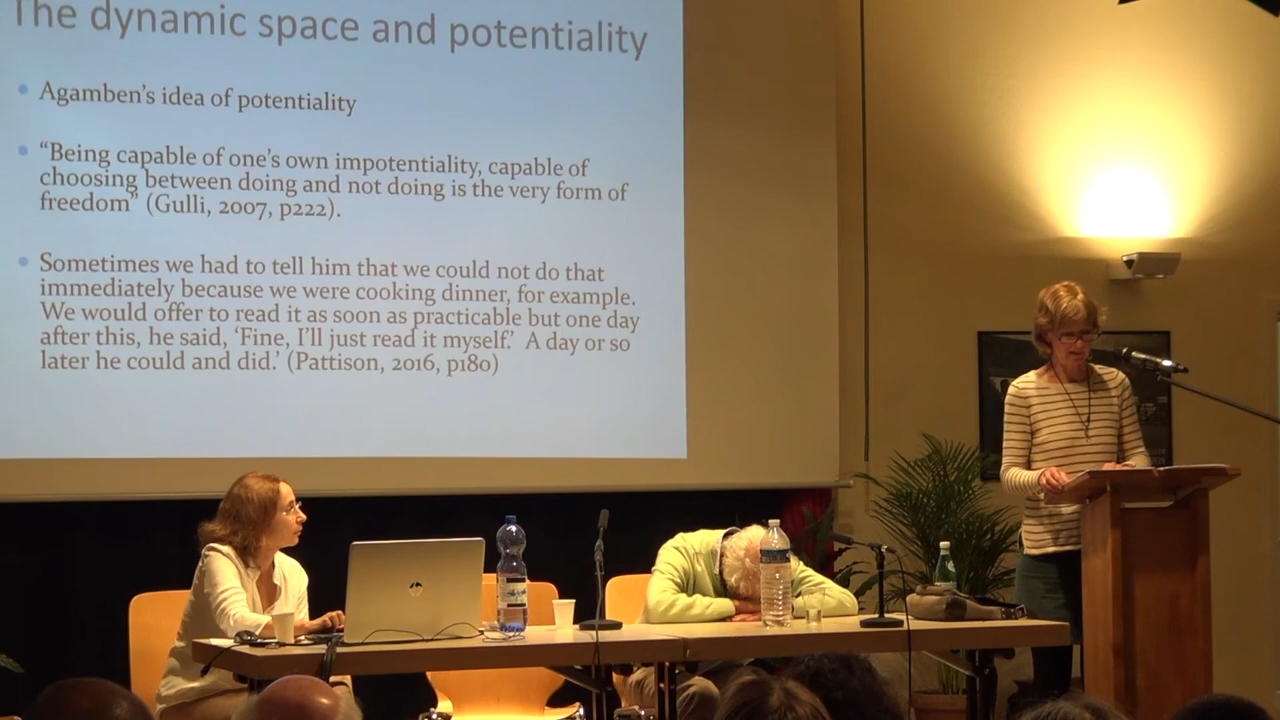 The dynamic space and potentiality
Agamben's idea of potentiality
“Being capable of one's own impotentiality, capable of
choosing between doing and not doing is the very form of
freedom” (Gulli, 2007, p222).
Sometimes we had to tell him that we could not do that
immediately because we were cooking dinner, for example.
We would offer to read it as soon as practicable but one day
after this, he said, ‘Fine, I'll just read it myself.’ A day or so
later he could and did.’ (Pattison, 2016, p180)
hp